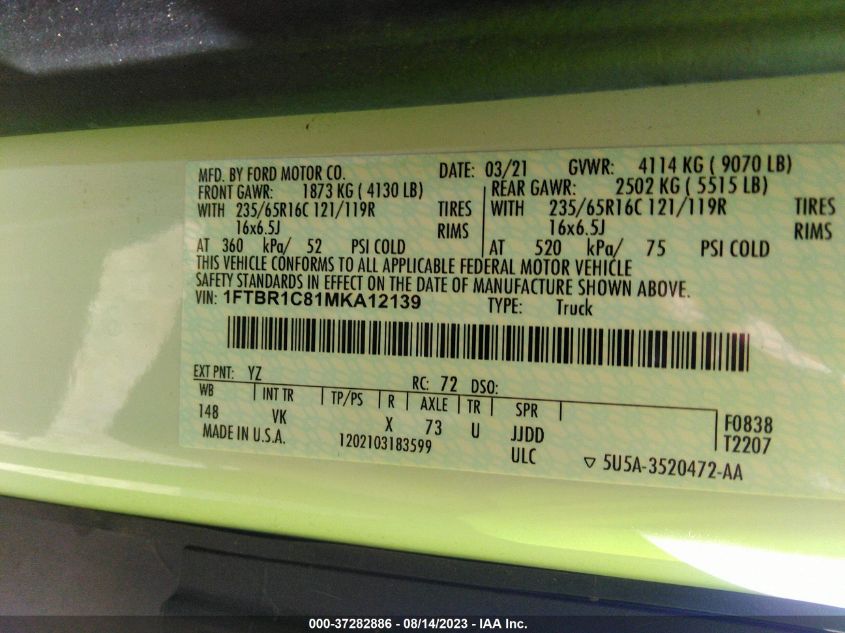 MFD. BY FORD MOTOR CO. DATE: 03/21 GVWR: 4114 KG ( 9070 LB)
FRONT GAWR: 1873 KG ( 4130 LB) REAR GAWR: 2502 KG ( 5515 LB)
WITH 235/65R16C 121/119R TIRES WITH 235/65R16C 121/119R TIRES
16x6.5J RIMS 16x6.5J RIMS
AT 360 kPa/ 52 PSI COLD AT 520 kPa/ 75 PSI COLD
THIS VEHICLE CONFORMS TO ALL APPLICABLE FEDERAL MOTOR VEHICLE
SAFETY STANDARDS IN EFFECT ON THE DATE OF MANUFACTURE SHOWN ABOVE.
VIN: 1FTBR1C81MKA12139 TYPE: Truck
EXT PNT: YZ RC: 72 DSO:
WB INT TR TP/PS R AXLE TR SPR
148 VK X 73 U JJDD
F0838
T2207
MADE IN U.S.A. 1202103183599 ULC ▽ 5U5A-3520472-AA
000-37282886 - 08/14/2023 - IAA Inc.